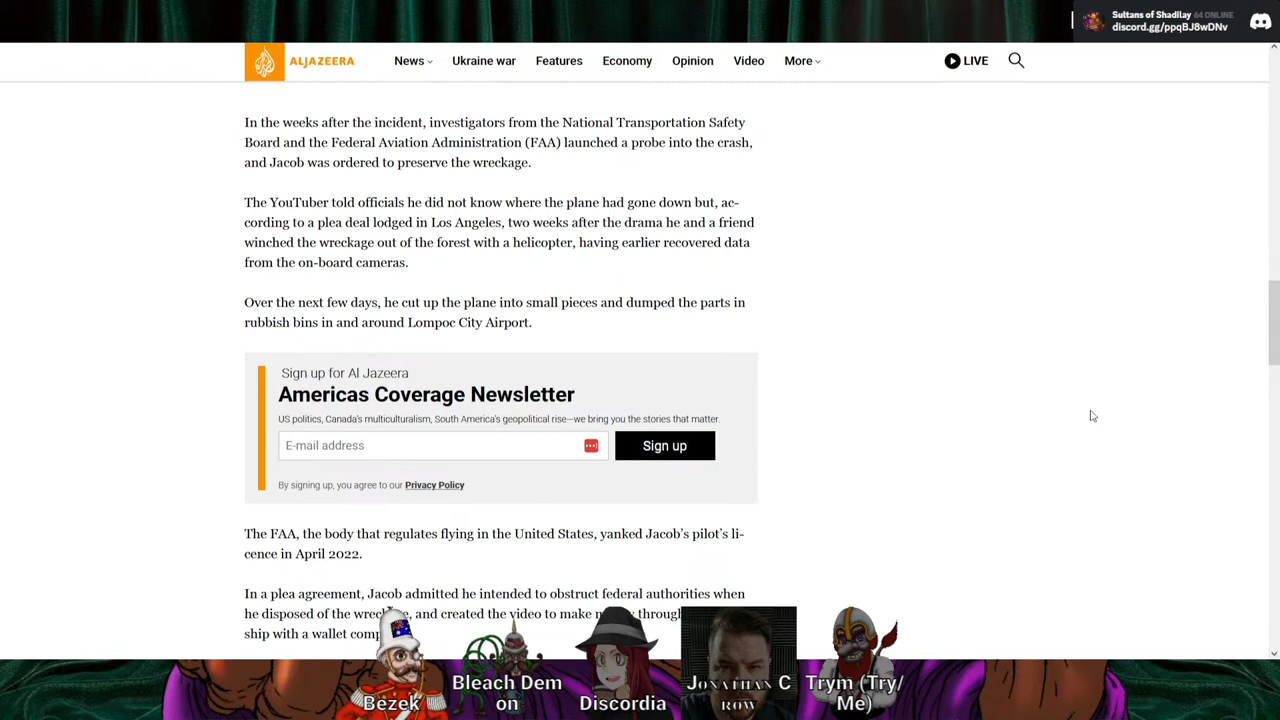 Sultans of Shadilay 64 ONLINE
discord.gg/ppqBJ8wDNv
ALJAZEERA
News
Ukraine war
Features
Economy
Opinion
Video
More
LIVE
In the weeks after the incident, investigators from the National Transportation Safety
Board and the Federal Aviation Administration (FAA) launched a probe into the crash,
and Jacob was ordered to preserve the wreckage.
The YouTuber told officials he did not know where the plane had gone down but, ac-
cording to a plea deal lodged in Los Angeles, two weeks after the drama he and a friend
winched the wreckage out of the forest with a helicopter, having earlier recovered data
from the on-board cameras.
Over the next few days, he cut up the plane into small pieces and dumped the parts in
rubbish bins in and around Lompoc City Airport.
Sign up for Al Jazeera
Americas Coverage Newsletter
US politics, Canada's multiculturalism, South America's geopolitical rise—we bring you the stories that matter.
E-mail address
Sign up
By signing up, you agree to our Privacy Policy
The FAA, the body that regulates flying in the United States, yanked Jacob's pilot's li-
cence in April 2022.
In a plea agreement, Jacob admitted he intended to obstruct federal authorities when
he disposed of the wreck, and created the video to make m y throug
ship with a wallet comp
Bezek
Bleach Dem
on
Discordia
JONATHAN C
ROW
Trym (Try/
Me)